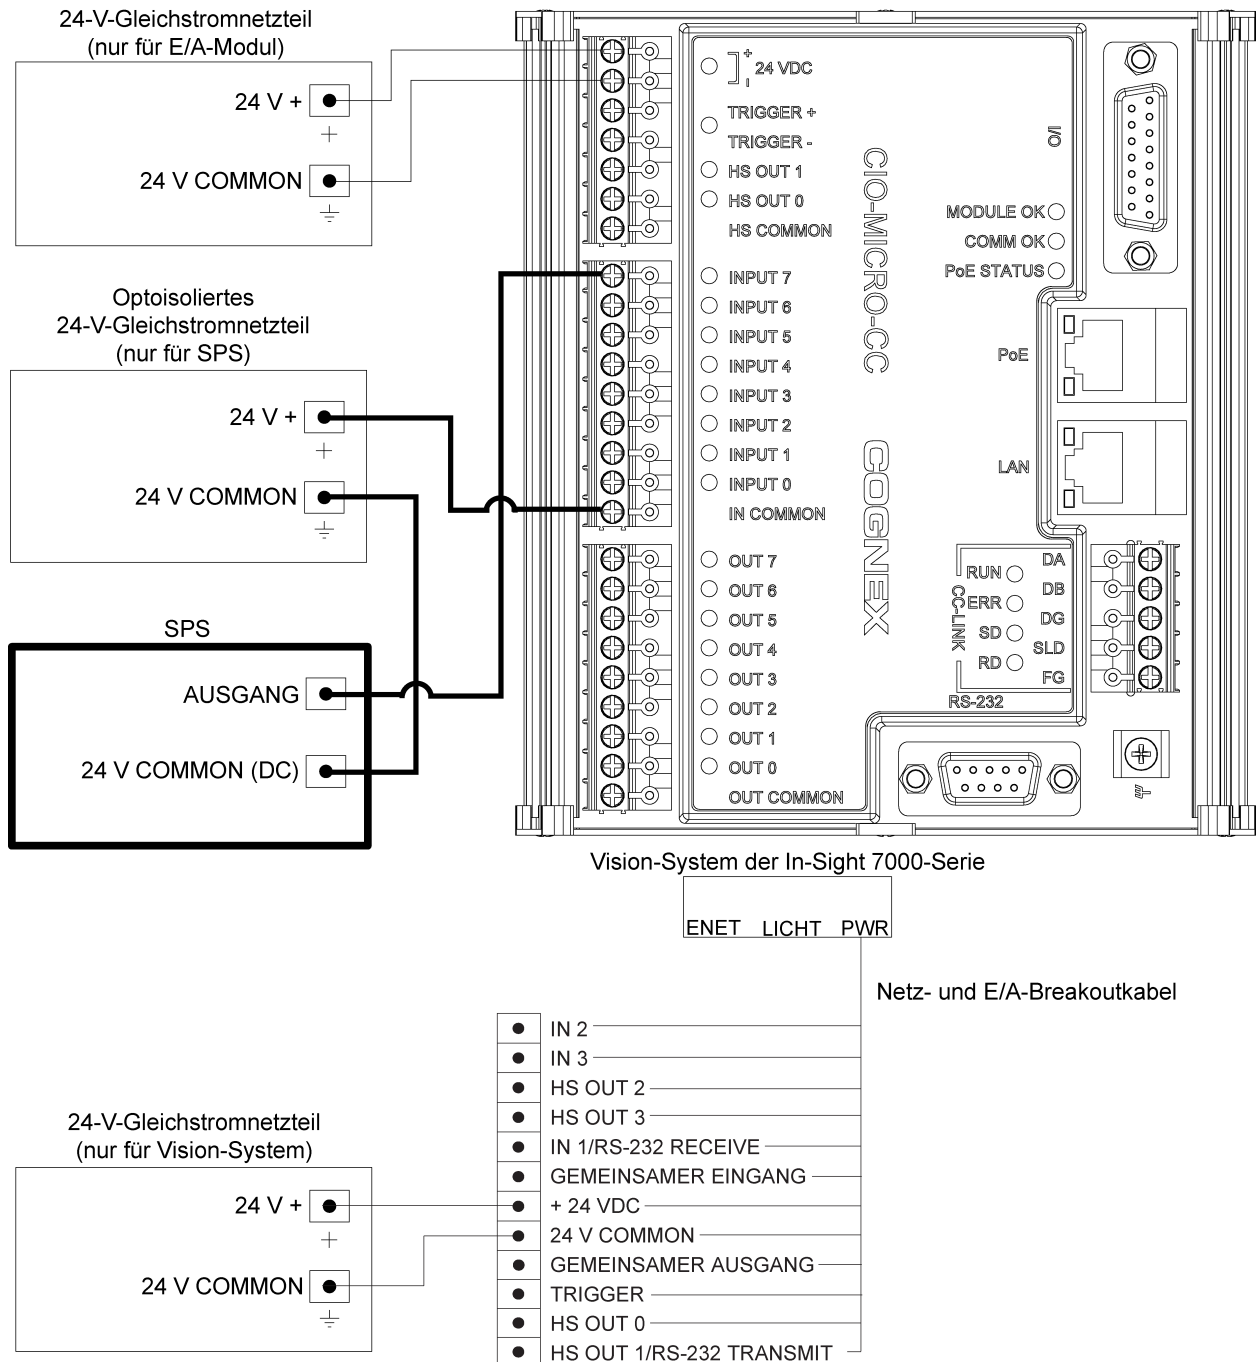 24-V-Gleichstromnetzteil
(nur für E/A-Modul)
24 V +
24 V COMMON
Optoisoliertes
24-V-Gleichstromnetzteil
(nur für SPS)
24 V +
24 V COMMON
SPS
AUSGANG
24 V COMMON (DC)
+
-
24 VDC
TRIGGER +
TRIGGER -
HS OUT 1
HS OUT 0
HS COMMON
INPUT 7
INPUT 6
INPUT 5
INPUT 4
INPUT 3
INPUT 2
INPUT 1
INPUT 0
IN COMMON
OUT 7
OUT 6
OUT 5
OUT 4
OUT 3
OUT 2
OUT 1
OUT 0
OUT COMMON
CIO-MICRO-CC
COGNEX
I/O
MODULE OK
COMM OK
PoE STATUS
PoE
LAN
CC-LINK
RUN
ERR
SD
RD
DA
DB
DG
SLD
FG
RS-232
Vision-System der In-Sight 7000-Serie
ENET LICHT PWR
Netz- und E/A-Breakoutkabel
IN 2
IN 3
HS OUT 2
HS OUT 3
IN 1/RS-232 RECEIVE
GEMEINSAMER EINGANG
+ 24 VDC
24 V COMMON
GEMEINSAMER AUSGANG
TRIGGER
HS OUT 0
HS OUT 1/RS-232 TRANSMIT
24-V-Gleichstromnetzteil
(nur für Vision-System)
24 V +
24 V COMMON